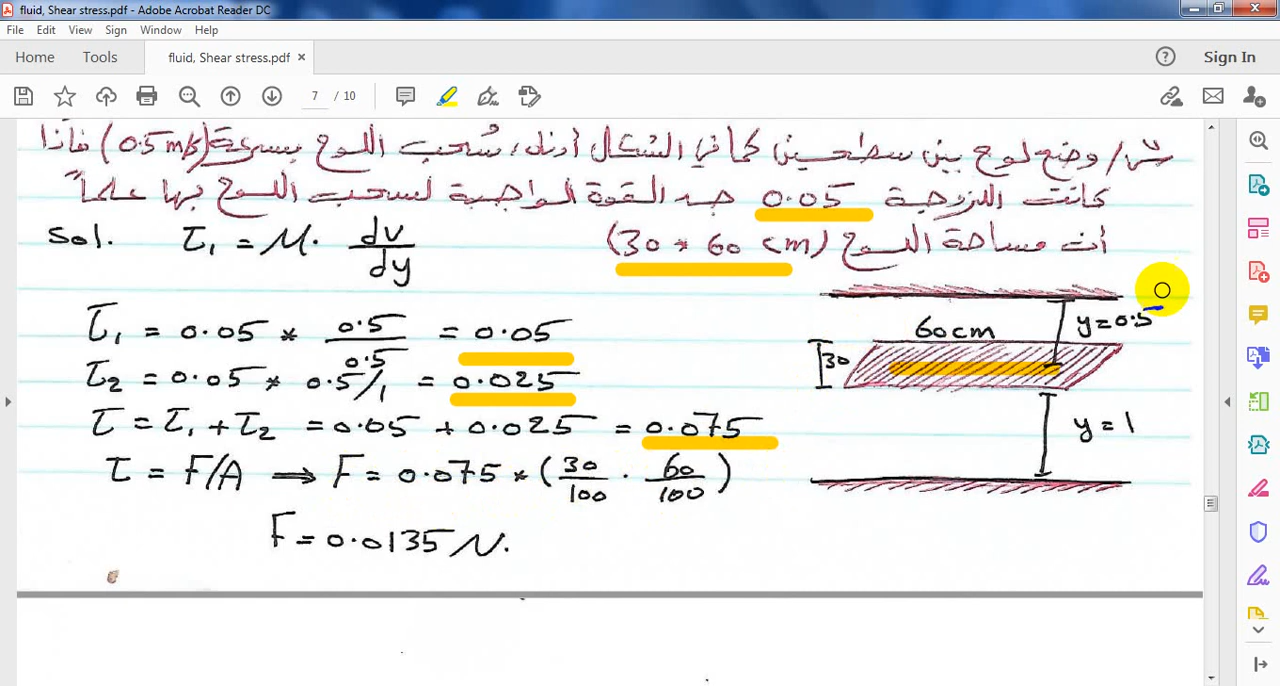 fluid, Shear stress.pdf - Adobe Acrobat Reader DC
File Edit View Sign Window Help
Home Tools fluid, Shear stress.pdf × Sign In
7 / 10
س/ وضع لوح بين سطحين كما في الشكل أدناه، سُحب اللوح بسرعة (0.5 m/s) فأذا
كانت اللزوجة 0.05 جد القوة الواجبة لسحب اللوح بها علماً
أن مساحة اللوح (30 * 60 cm)
Sol. τ₁ = M. dv/dy
τ₁ = 0.05 * 0.5/0.5 = 0.05
τ₂ = 0.05 * 0.5/1 = 0.025
τ = τ₁ + τ₂ = 0.05 + 0.025 = 0.075
τ = F/A ⟹ F = 0.075 * (30/100 . 60/100)
F = 0.0135 N.
60cm
y = 0.5
30
y = 1